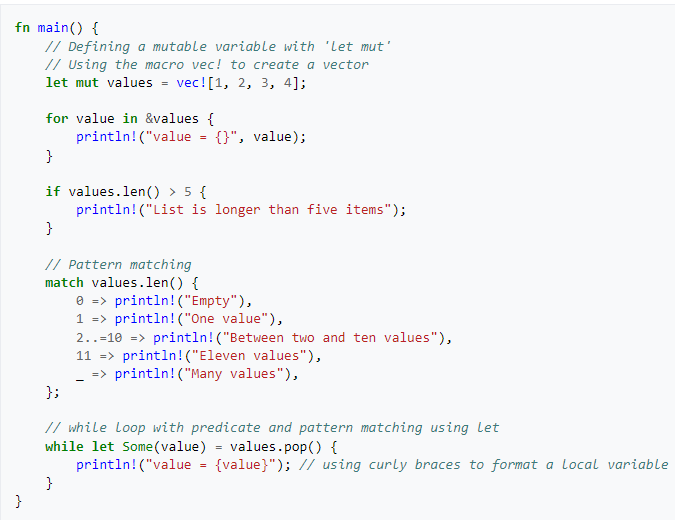 fn main() {
    // Defining a mutable variable with 'let mut'
    // Using the macro vec! to create a vector
    let mut values = vec![1, 2, 3, 4];

    for value in &values {
        println!("value = {}", value);
    }

    if values.len() > 5 {
        println!("List is longer than five items");
    }

    // Pattern matching
    match values.len() {
        0 => println!("Empty"),
        1 => println!("One value"),
        2..=10 => println!("Between two and ten values"),
        11 => println!("Eleven values"),
        _ => println!("Many values"),
    };

    // while loop with predicate and pattern matching using let
    while let Some(value) = values.pop() {
        println!("value = {value}"); // using curly braces to format a local variable
    }
}